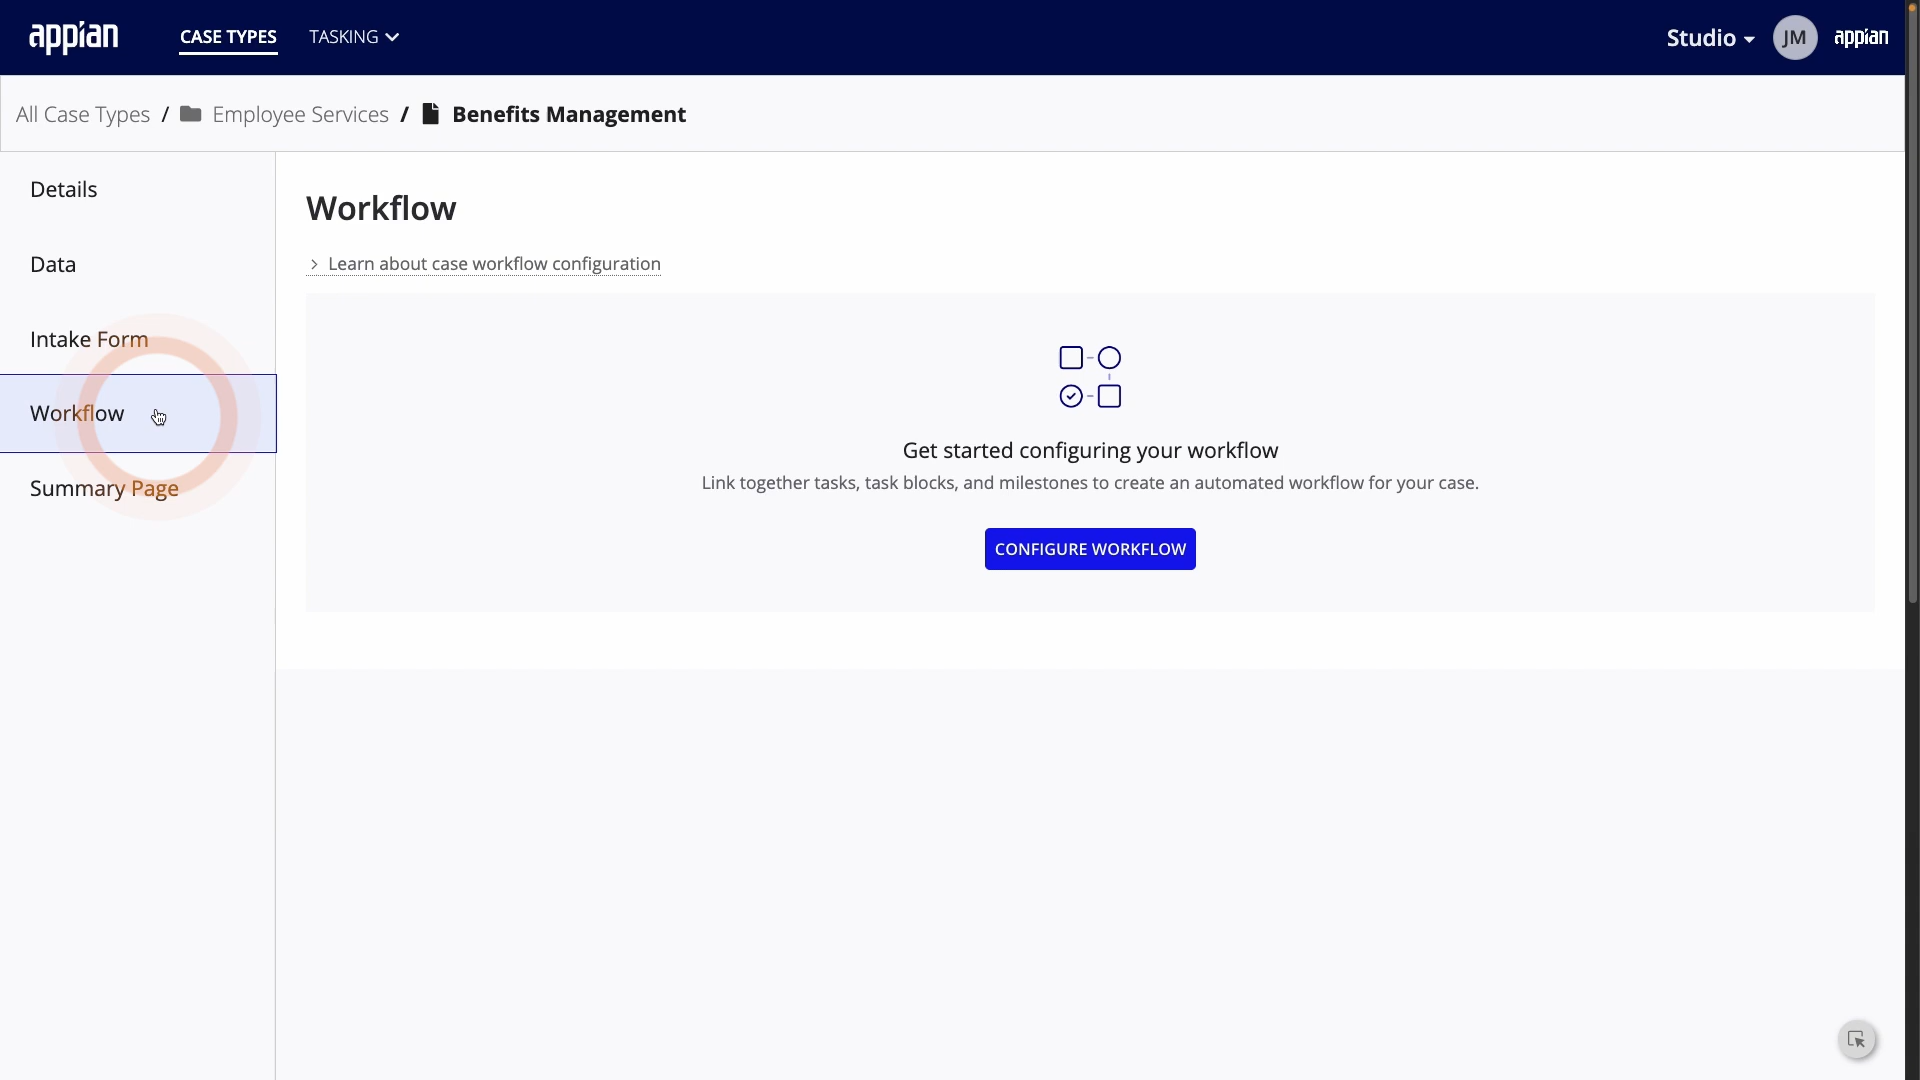 appian
CASE TYPES
TASKING
Studio
JM
appian
All Case Types / Employee Services / Benefits Management
Details
Data
Intake Form
Workflow
Summary Page
Workflow
> Learn about case workflow configuration
Get started configuring your workflow
Link together tasks, task blocks, and milestones to create an automated workflow for your case.
CONFIGURE WORKFLOW